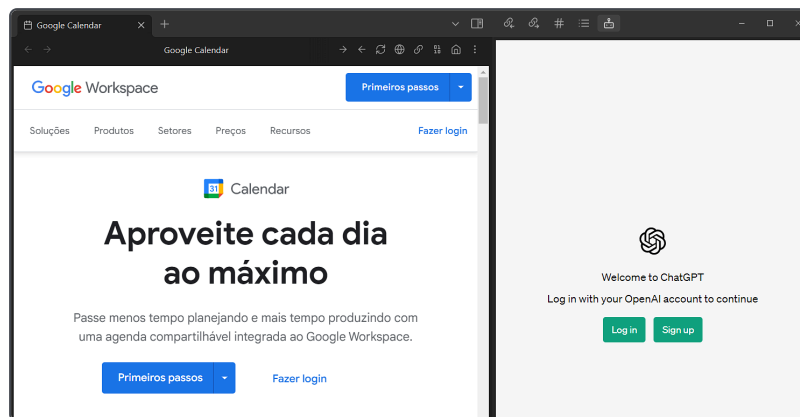 Google Calendar
Google Calendar
Google Workspace
Primeiros passos
Soluções Produtos Setores Preços Recursos Fazer login
31 Calendar
Aproveite cada dia
ao máximo
Passe menos tempo planejando e mais tempo produzindo com
uma agenda compartilhável integrada ao Google Workspace.
Primeiros passos Fazer login
Welcome to ChatGPT
Log in with your OpenAI account to continue
Log in Sign up